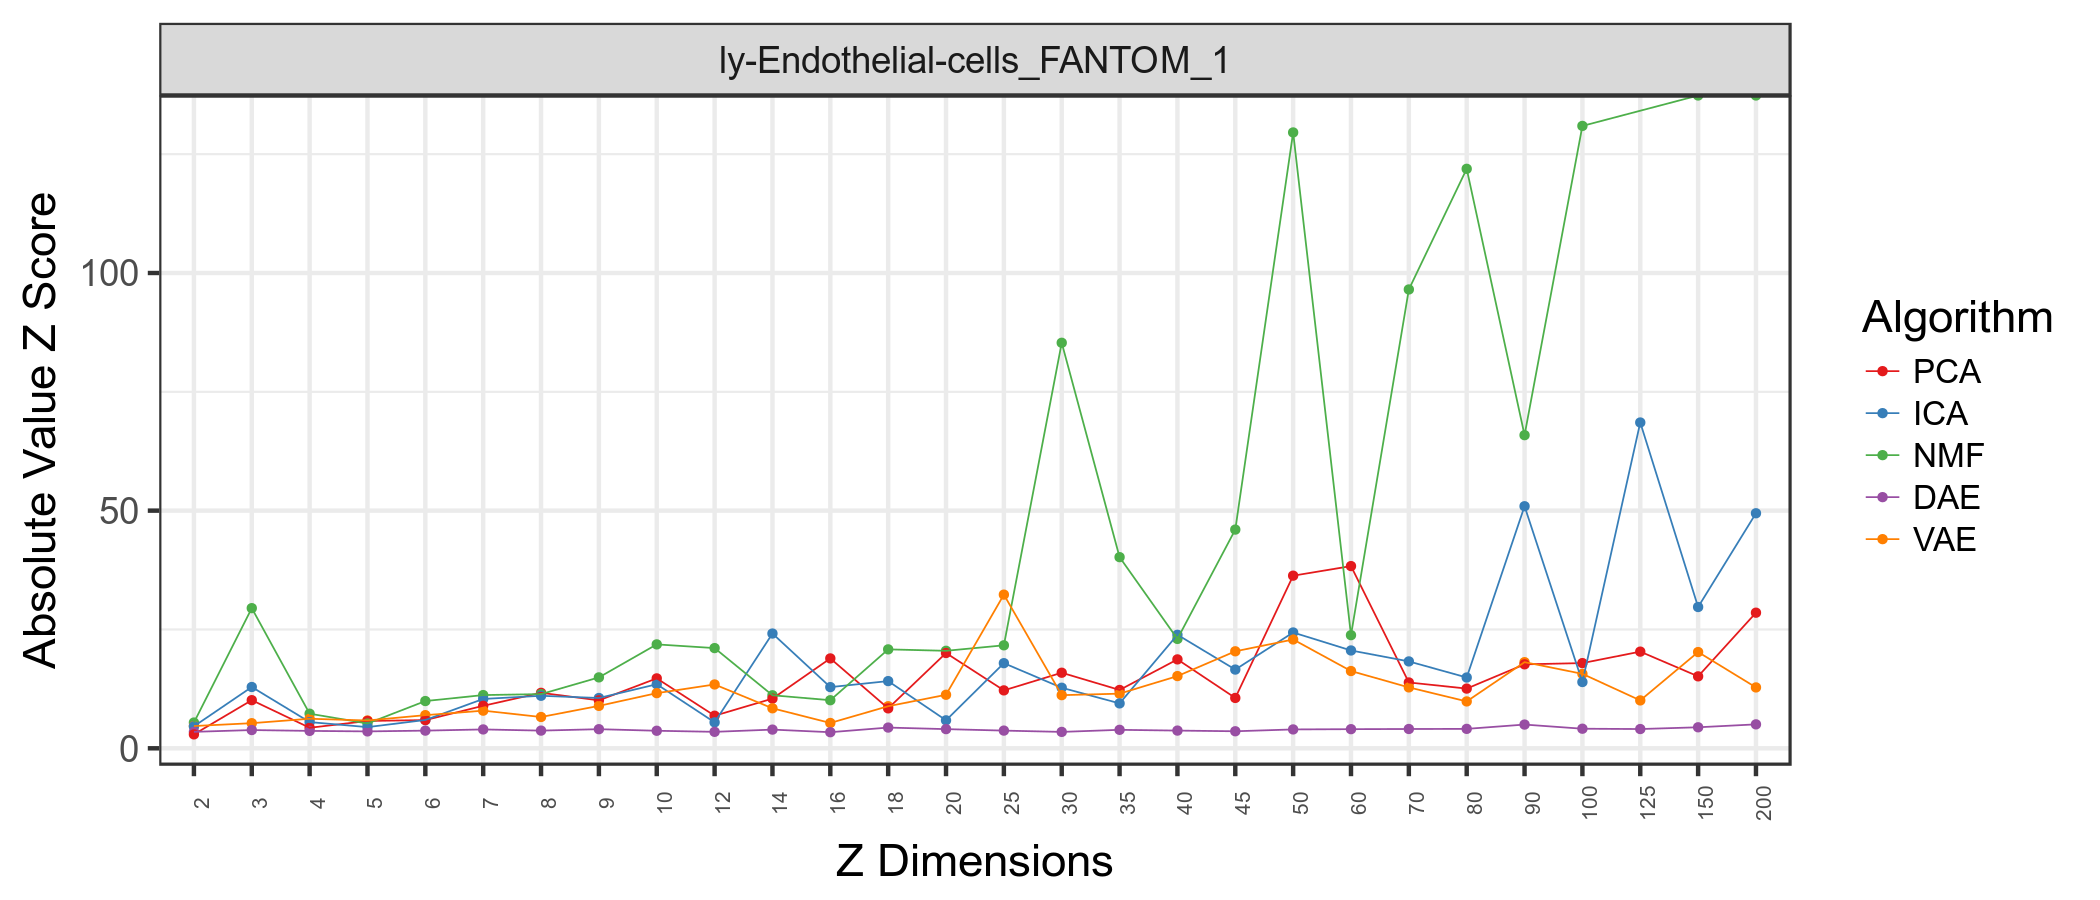 ly-Endothelial-cells_FANTOM_1
Absolute Value Z Score
100
50
0
2 3 4 5 6 7 8 9 10 12 14 16 18 20 25 30 35 40 45 50 60 70 80 90 100 125 150 200
Z Dimensions
Algorithm
PCA
ICA
NMF
DAE
VAE